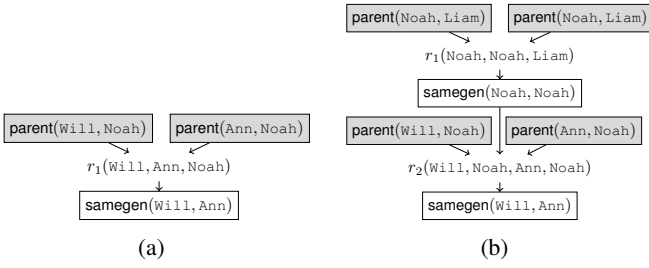 parent(Noah, Liam) parent(Noah, Liam)
r₁(Noah, Noah, Liam)
samegen(Noah, Noah)
parent(Will, Noah) parent(Ann, Noah) parent(Will, Noah) parent(Ann, Noah)
r₁(Will, Ann, Noah) r₂(Will, Noah, Ann, Noah)
samegen(Will, Ann) samegen(Will, Ann)
(a) (b)